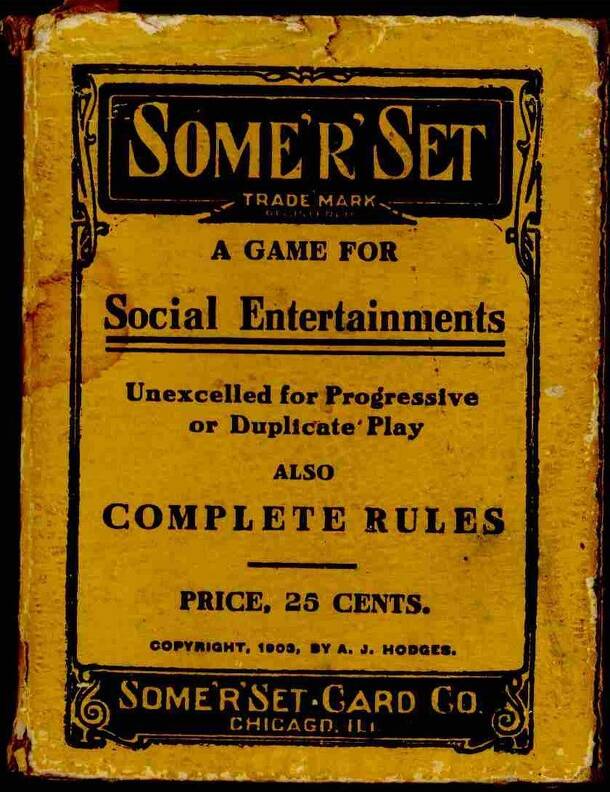 SOME'R' SET
TRADE MARK
REGISTERED
A GAME FOR
Social Entertainments
Unexcelled for Progressive
or Duplicate Play
ALSO
COMPLETE RULES
PRICE, 25 CENTS.
COPYRIGHT, 1903, BY A. J. HODGES.
SOME'R'SET·CARD CO.
CHICAGO, ILL